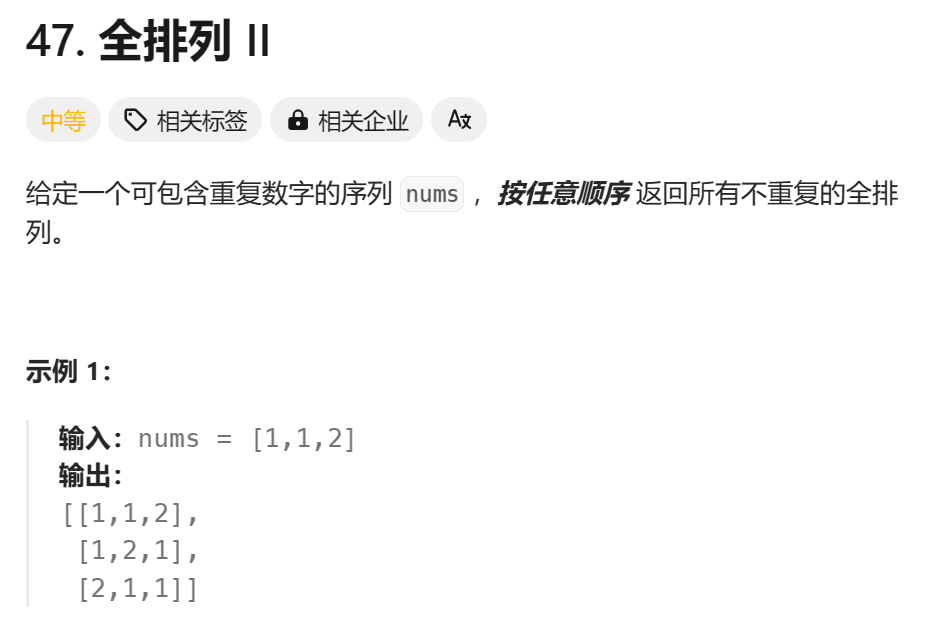 47. 全排列 II
中等 相关标签 相关企业 A文
给定一个可包含重复数字的序列 nums ，按任意顺序 返回所有不重复的全排
列。
示例 1：
输入：nums = [1,1,2]
输出：
[[1,1,2],
 [1,2,1],
 [2,1,1]]